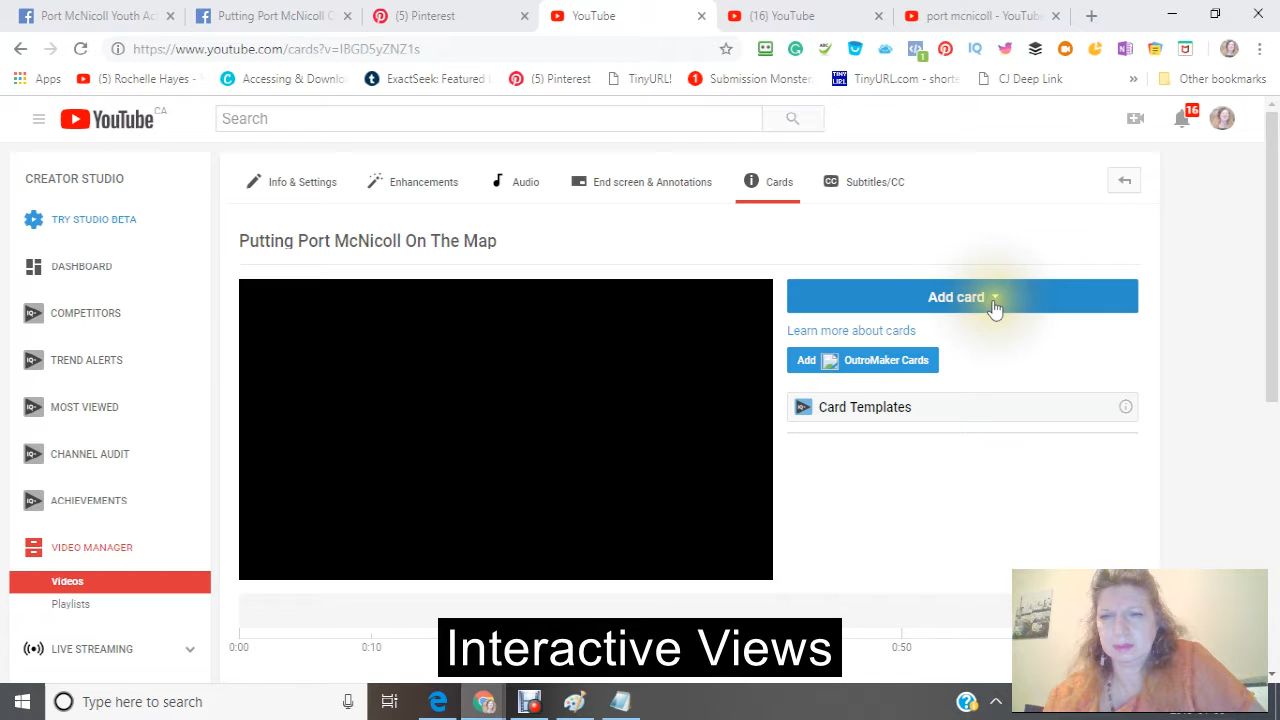 Port McNicoll Youth Ac
Putting Port McNicoll O
(5) Pinterest
YouTube
(16) YouTube
port mcnicoll - YouTube
https://www.youtube.com/cards?v=IBGD5yZNZ1s
1
Apps
(5) Rochelle Hayes -
Accessing & Downlo
ExactSeek: Featured
(5) Pinterest
TinyURL!
Submission Monster
TinyURL.com - shorte
CJ Deep Link
Other bookmarks
YouTube CA
Search
16
CREATOR STUDIO
TRY STUDIO BETA
DASHBOARD
COMPETITORS
TREND ALERTS
MOST VIEWED
CHANNEL AUDIT
ACHIEVEMENTS
VIDEO MANAGER
Videos
Playlists
LIVE STREAMING
Info & Settings
Enhancements
Audio
End screen & Annotations
Cards
CC Subtitles/CC
Putting Port McNicoll On The Map
Add card
Learn more about cards
Add OutroMaker Cards
Card Templates
0:00
0:10
0:50
Interactive Views
Type here to search